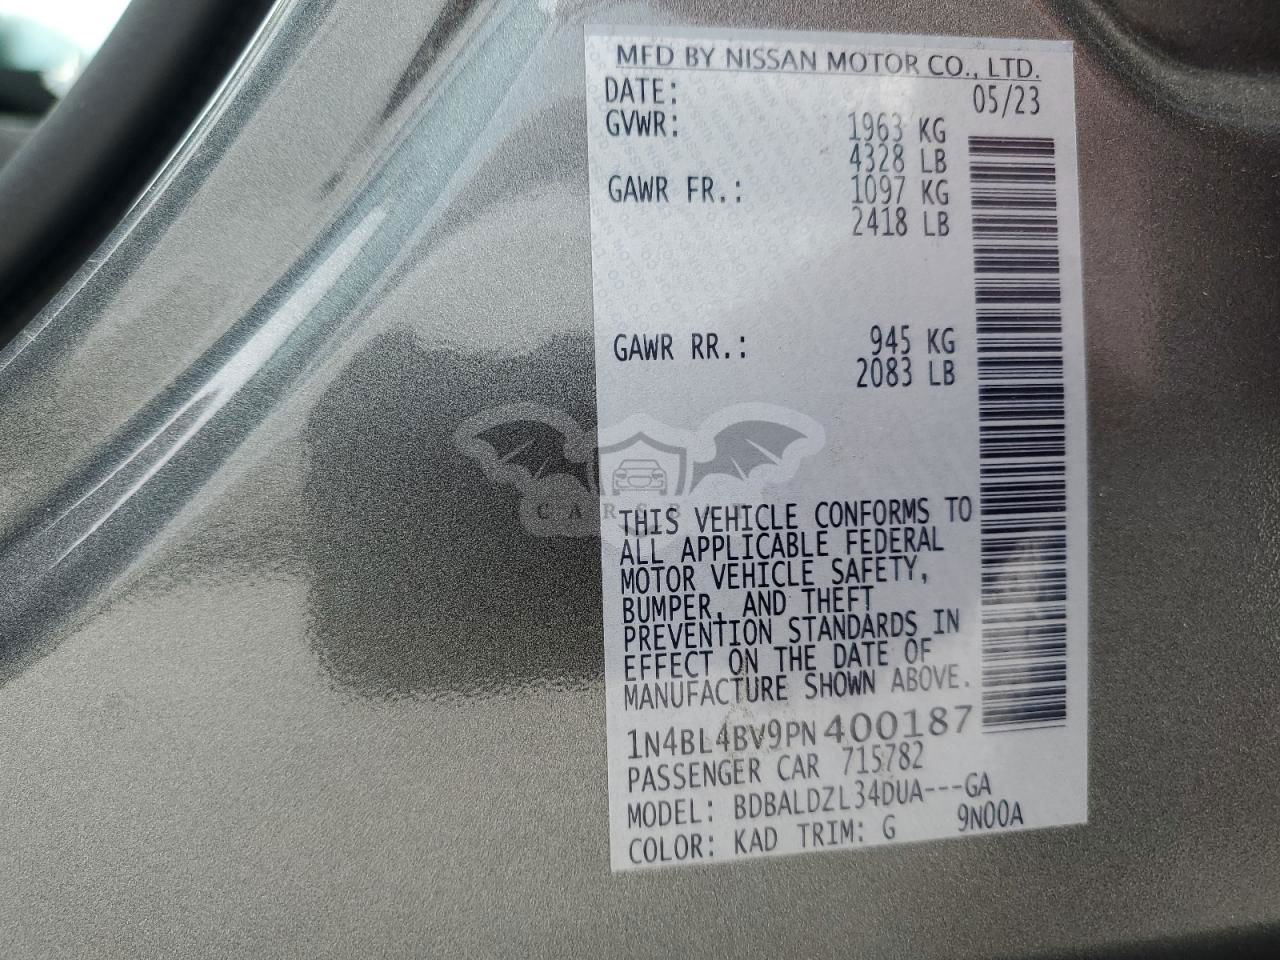 MFD BY NISSAN MOTOR CO., LTD.
DATE: 05/23
GVWR: 1963 KG
4328 LB
GAWR FR.: 1097 KG
2418 LB
GAWR RR.: 945 KG
2083 LB
THIS VEHICLE CONFORMS TO
ALL APPLICABLE FEDERAL
MOTOR VEHICLE SAFETY,
BUMPER, AND THEFT
PREVENTION STANDARDS IN
EFFECT ON THE DATE OF
MANUFACTURE SHOWN ABOVE.
1N4BL4BV9PN400187
PASSENGER CAR 715782
MODEL: BDBALDZL34DUA---GA
COLOR: KAD TRIM: G 9N00A